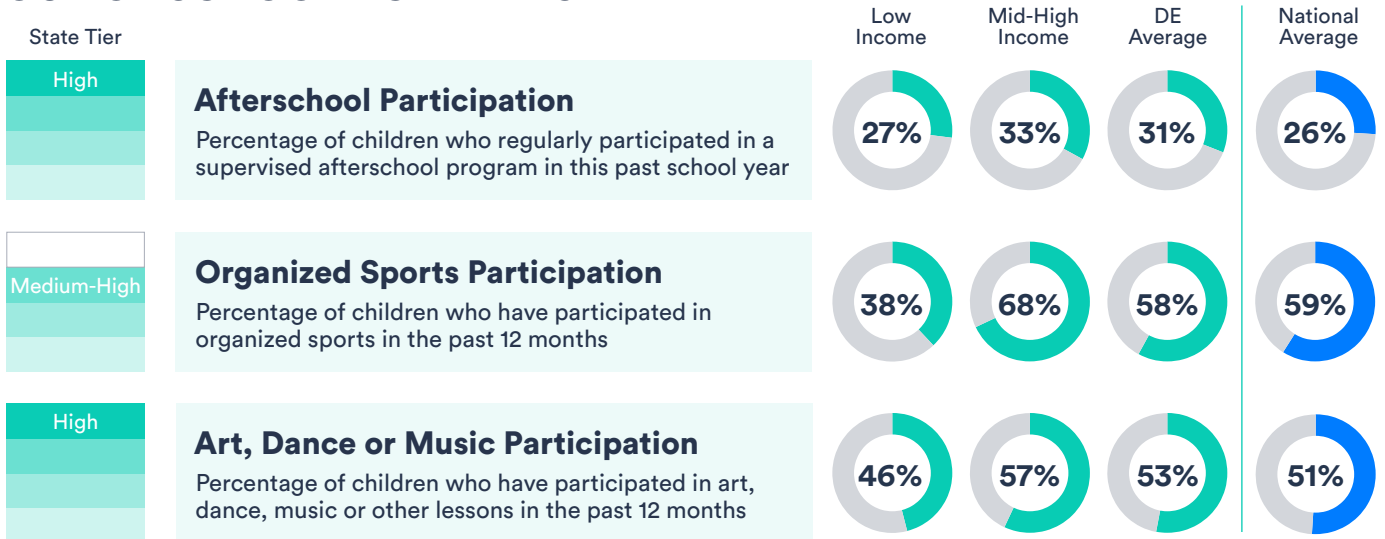 State Tier
Low
Income
Mid-High
Income
DE
Average
National
Average
High
Afterschool Participation
Percentage of children who regularly participated in a
supervised afterschool program in this past school year
27%
33%
31%
26%
Medium-High
Organized Sports Participation
Percentage of children who have participated in
organized sports in the past 12 months
38%
68%
58%
59%
High
Art, Dance or Music Participation
Percentage of children who have participated in art,
dance, music or other lessons in the past 12 months
46%
57%
53%
51%